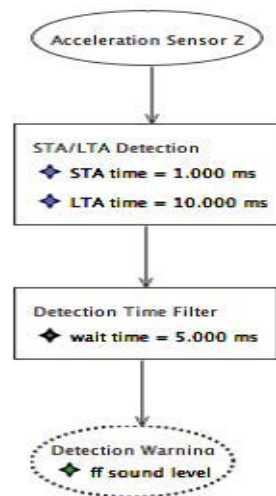 Acceleration Sensor Z
STA/LTA Detection
STA time = 1.000 ms
LTA time = 10.000 ms
Detection Time Filter
wait time = 5.000 ms
Detection Warning
ff sound level